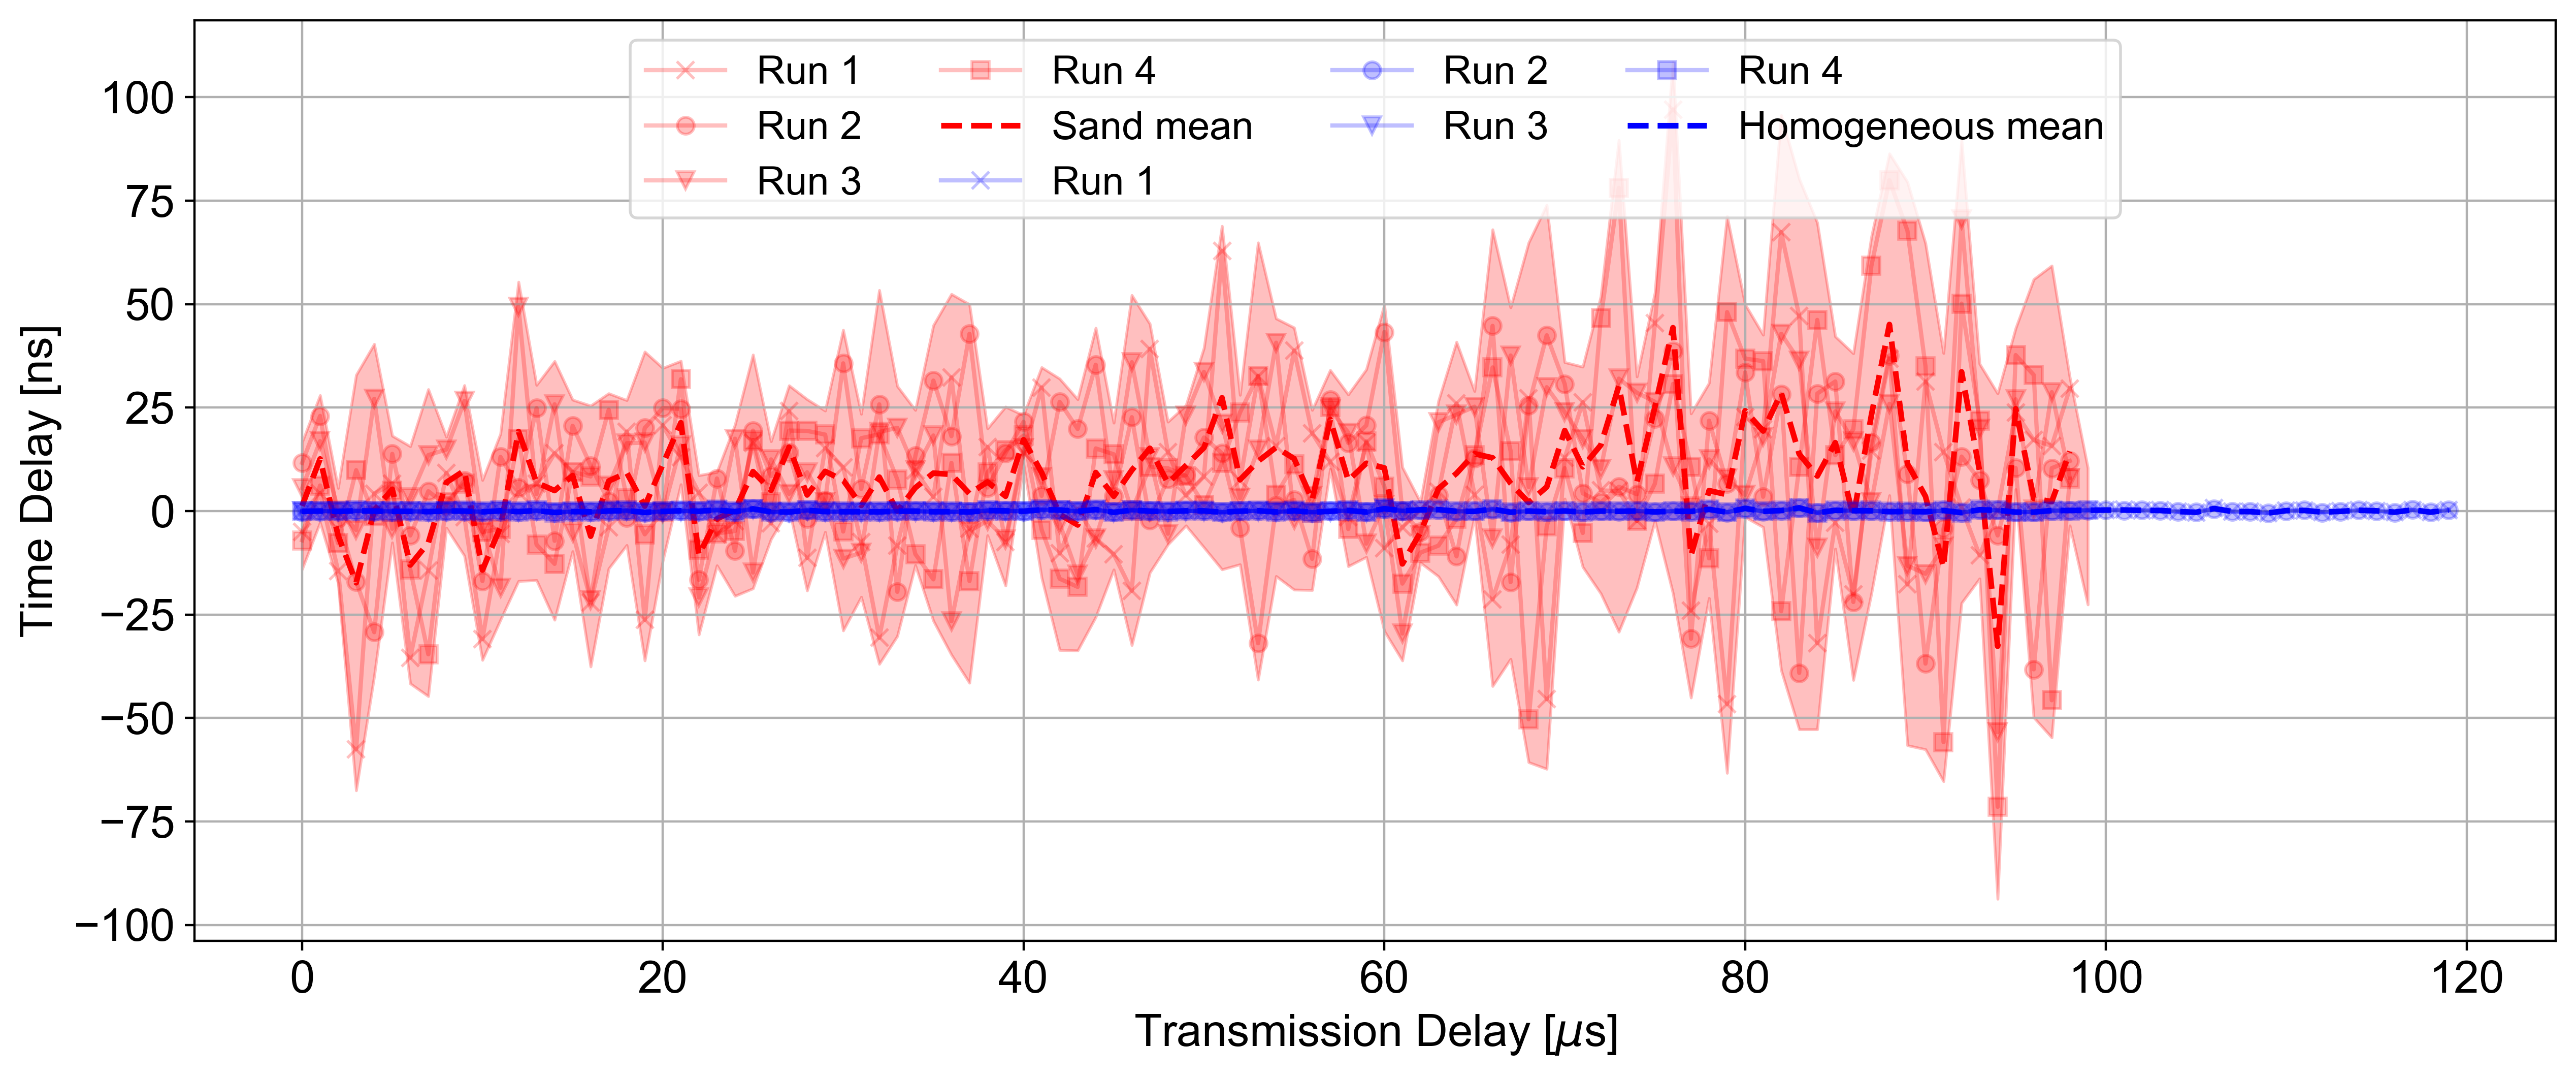 Run 1
Run 2
Run 3
Run 4
Sand mean
Run 1
Run 2
Run 3
Run 4
Homogeneous mean
100
75
50
25
0
−25
−50
−75
−100
Time Delay [ns]
0 20 40 60 80 100 120
Transmission Delay [μs]